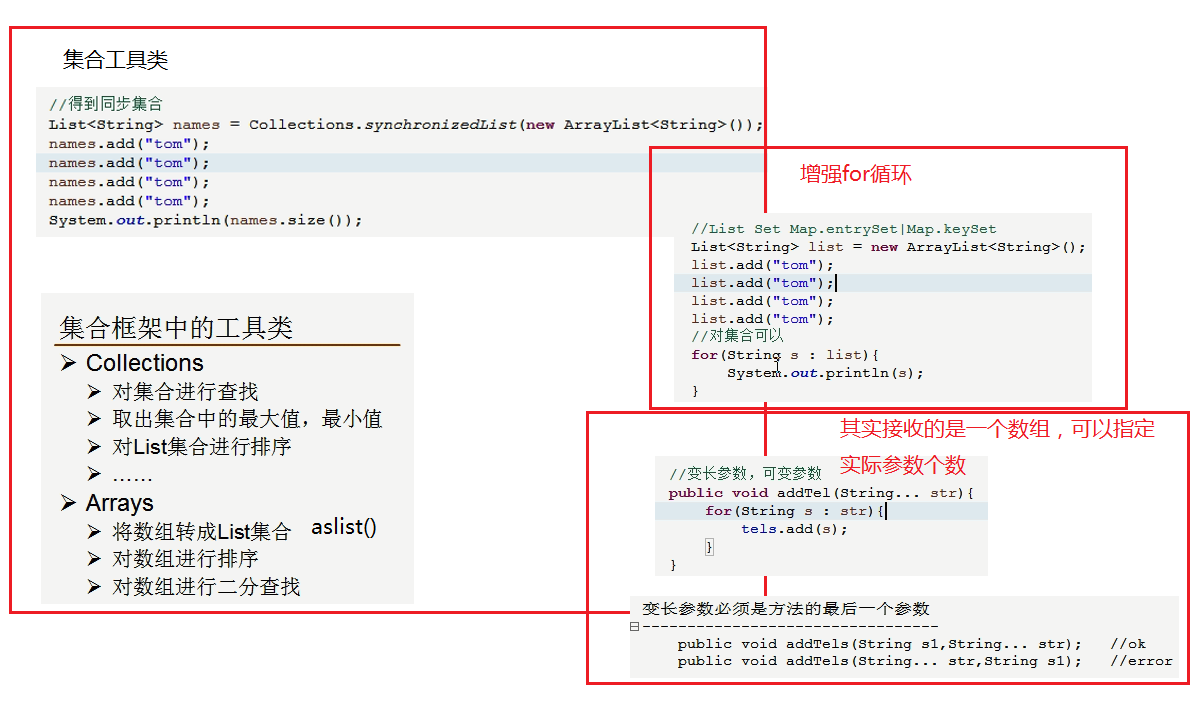 集合工具类
//得到同步集合
List<String> names = Collections.synchronizedList(new ArrayList<String>());
names.add("tom");
names.add("tom");
names.add("tom");
names.add("tom");
System.out.println(names.size());
集合框架中的工具类
➢ Collections
➢ 对集合进行查找
➢ 取出集合中的最大值，最小值
➢ 对List集合进行排序
➢ ……
➢ Arrays
➢ 将数组转成List集合 aslist()
➢ 对数组进行排序
➢ 对数组进行二分查找
增强for循环
//List Set Map.entrySet|Map.keySet
List<String> list = new ArrayList<String>();
list.add("tom");
list.add("tom");
list.add("tom");
list.add("tom");
//对集合可以
for(String s : list){
System.out.println(s);
}
其实接收的是一个数组，可以指定
实际参数个数
//变长参数，可变参数
public void addTel(String... str){
for(String s : str){
tels.add(s);
}
}
变长参数必须是方法的最后一个参数
---------------------------------
public void addTels(String s1,String... str); //ok
public void addTels(String... str,String s1); //error